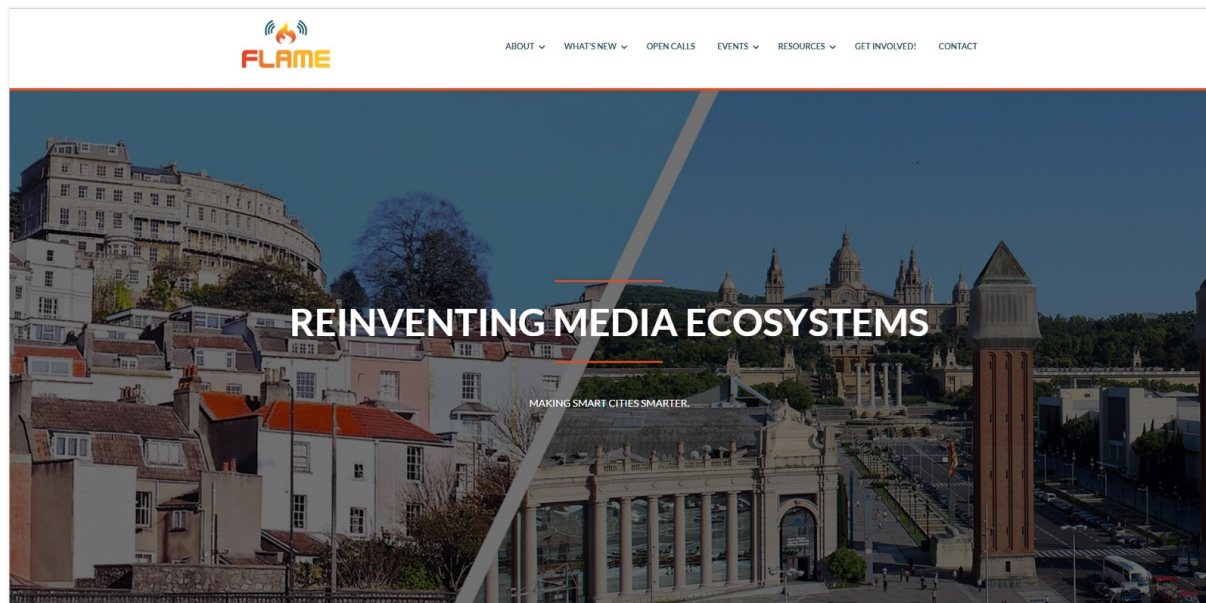 FLAME
ABOUT WHAT'S NEW OPEN CALLS EVENTS RESOURCES GET INVOLVED! CONTACT
REINVENTING MEDIA ECOSYSTEMS
MAKING SMART CITIES SMARTER.